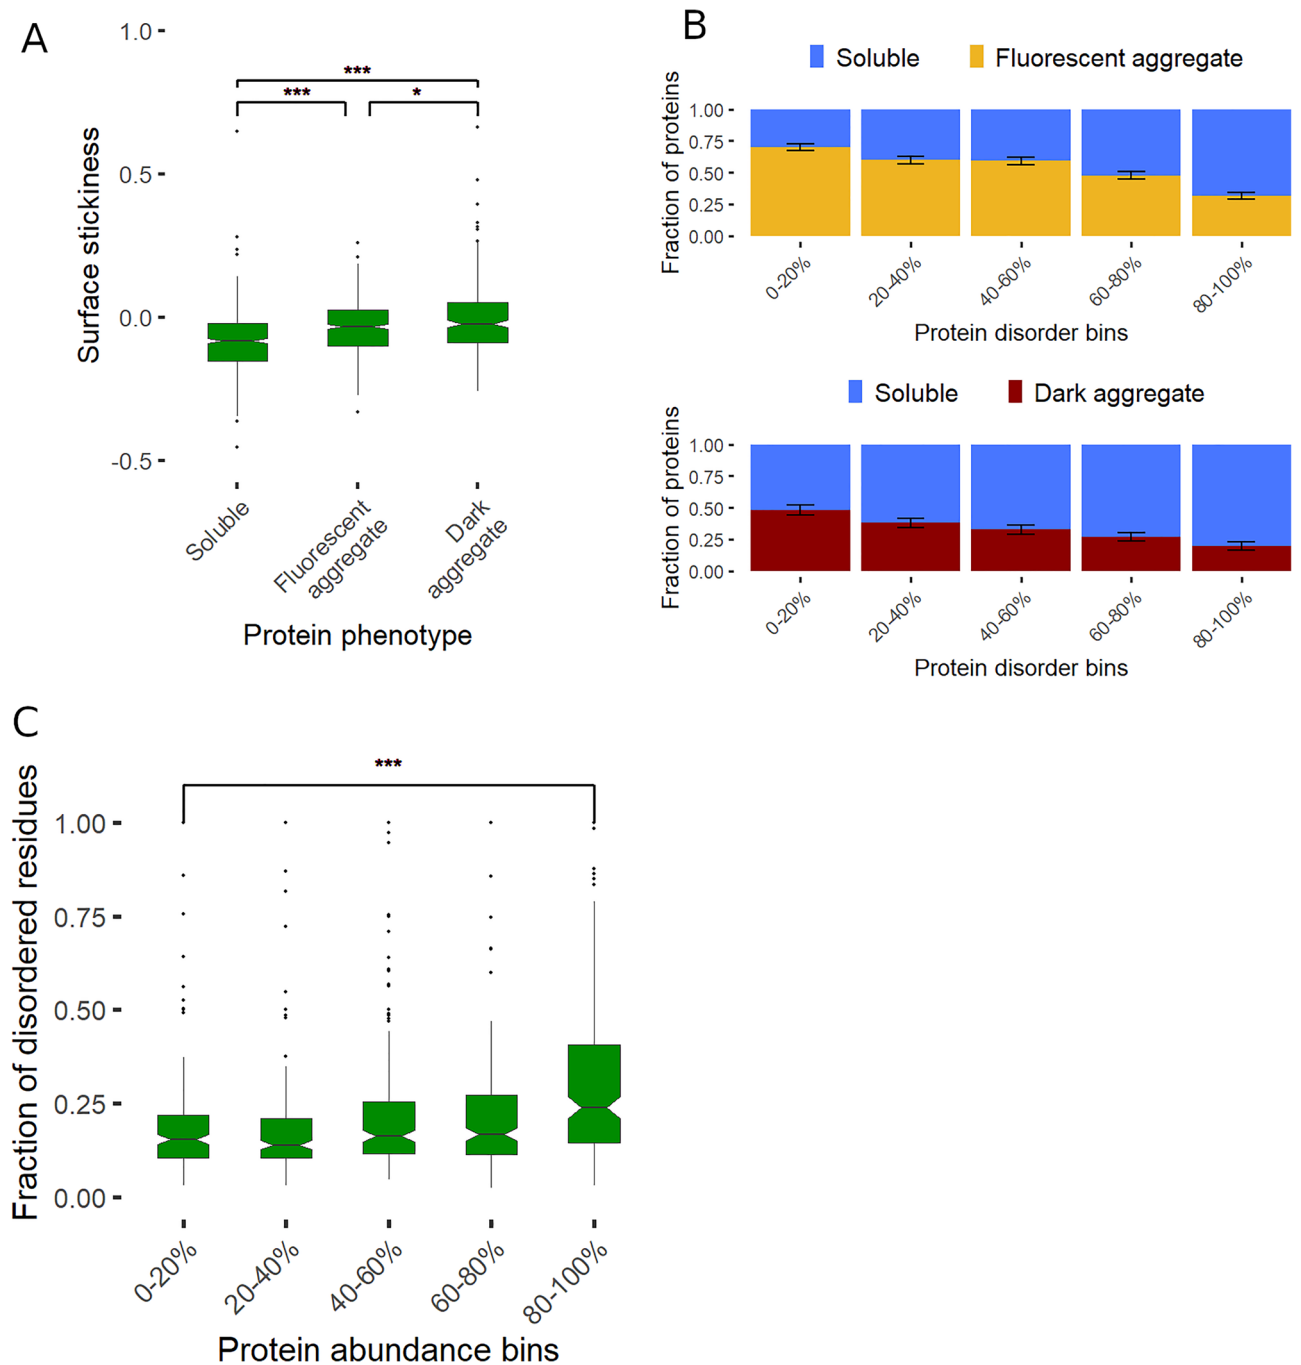 A
1.0
0.5
0.0
-0.5
Surface stickiness
***
***
*
Soluble
Fluorescent
aggregate
Dark
aggregate
Protein phenotype
B
Soluble
Fluorescent aggregate
Fraction of proteins
1.00
0.75
0.50
0.25
0.00
0-20%
20-40%
40-60%
60-80%
80-100%
Protein disorder bins
Soluble
Dark aggregate
Fraction of proteins
1.00
0.75
0.50
0.25
0.00
0-20%
20-40%
40-60%
60-80%
80-100%
Protein disorder bins
C
***
Fraction of disordered residues
1.00
0.75
0.50
0.25
0.00
0-20%
20-40%
40-60%
60-80%
80-100%
Protein abundance bins